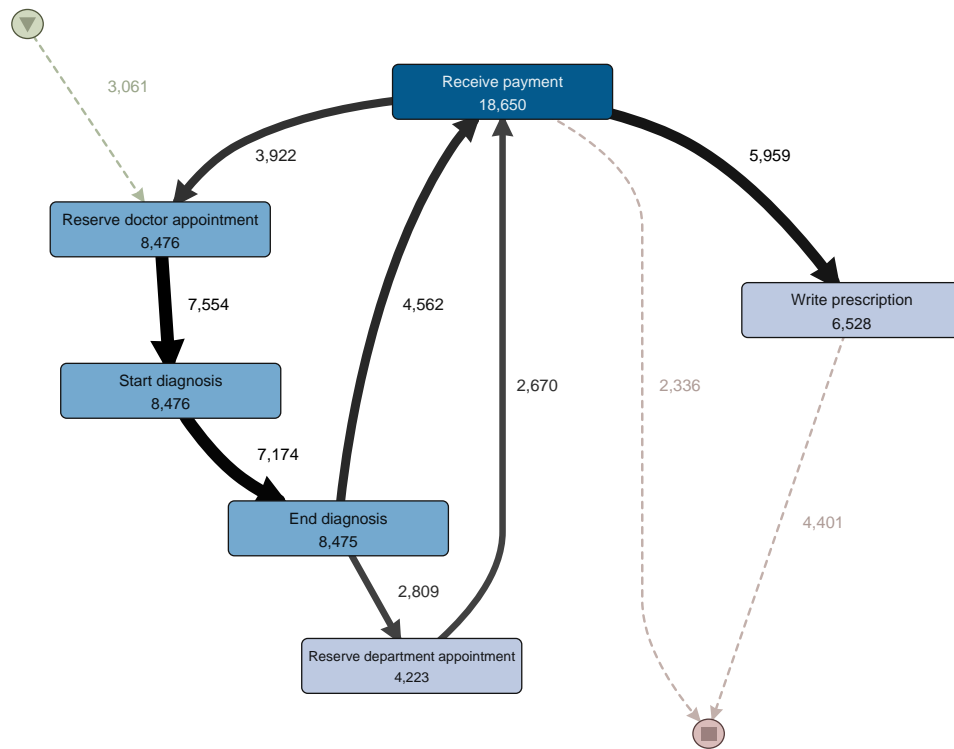 3,061
Receive payment
18,650
3,922
5,959
Reserve doctor appointment
8,476
7,554
4,562
Write prescription
6,528
Start diagnosis
8,476
2,670
2,336
7,174
End diagnosis
8,475
4,401
2,809
Reserve department appointment
4,223